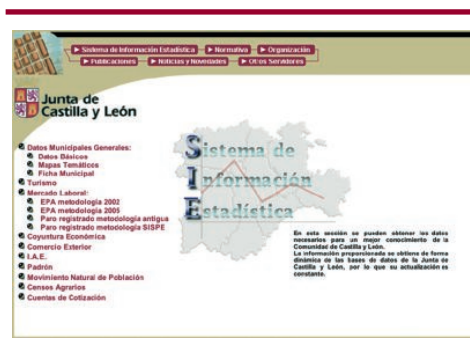 Sistema de Información Estadística Normativa Organización
Publicaciones Noticias y Novedades Otros Servidores
Junta de
Castilla y León
Datos Municipales Generales:
Datos Básicos
Mapas Temáticos
Ficha Municipal
Turismo
Mercado Laboral:
EPA metodología 2002
EPA metodología 2005
Paro registrado metodología antigua
Paro registrado metodología SISPE
Coyuntura Económica
Comercio Exterior
I.A.E.
Padrón
Movimiento Natural de Población
Censos Agrarios
Cuentas de Cotización
Sistema de
Información
Estadística
En esta sección se pueden obtener los datos
necesarios para un mejor conocimiento de la
Comunidad de Castilla y León.
La información proporcionada se obtiene de forma
dinámica de las bases de datos de la Junta de
Castilla y León, por lo que su actualización es
constante.